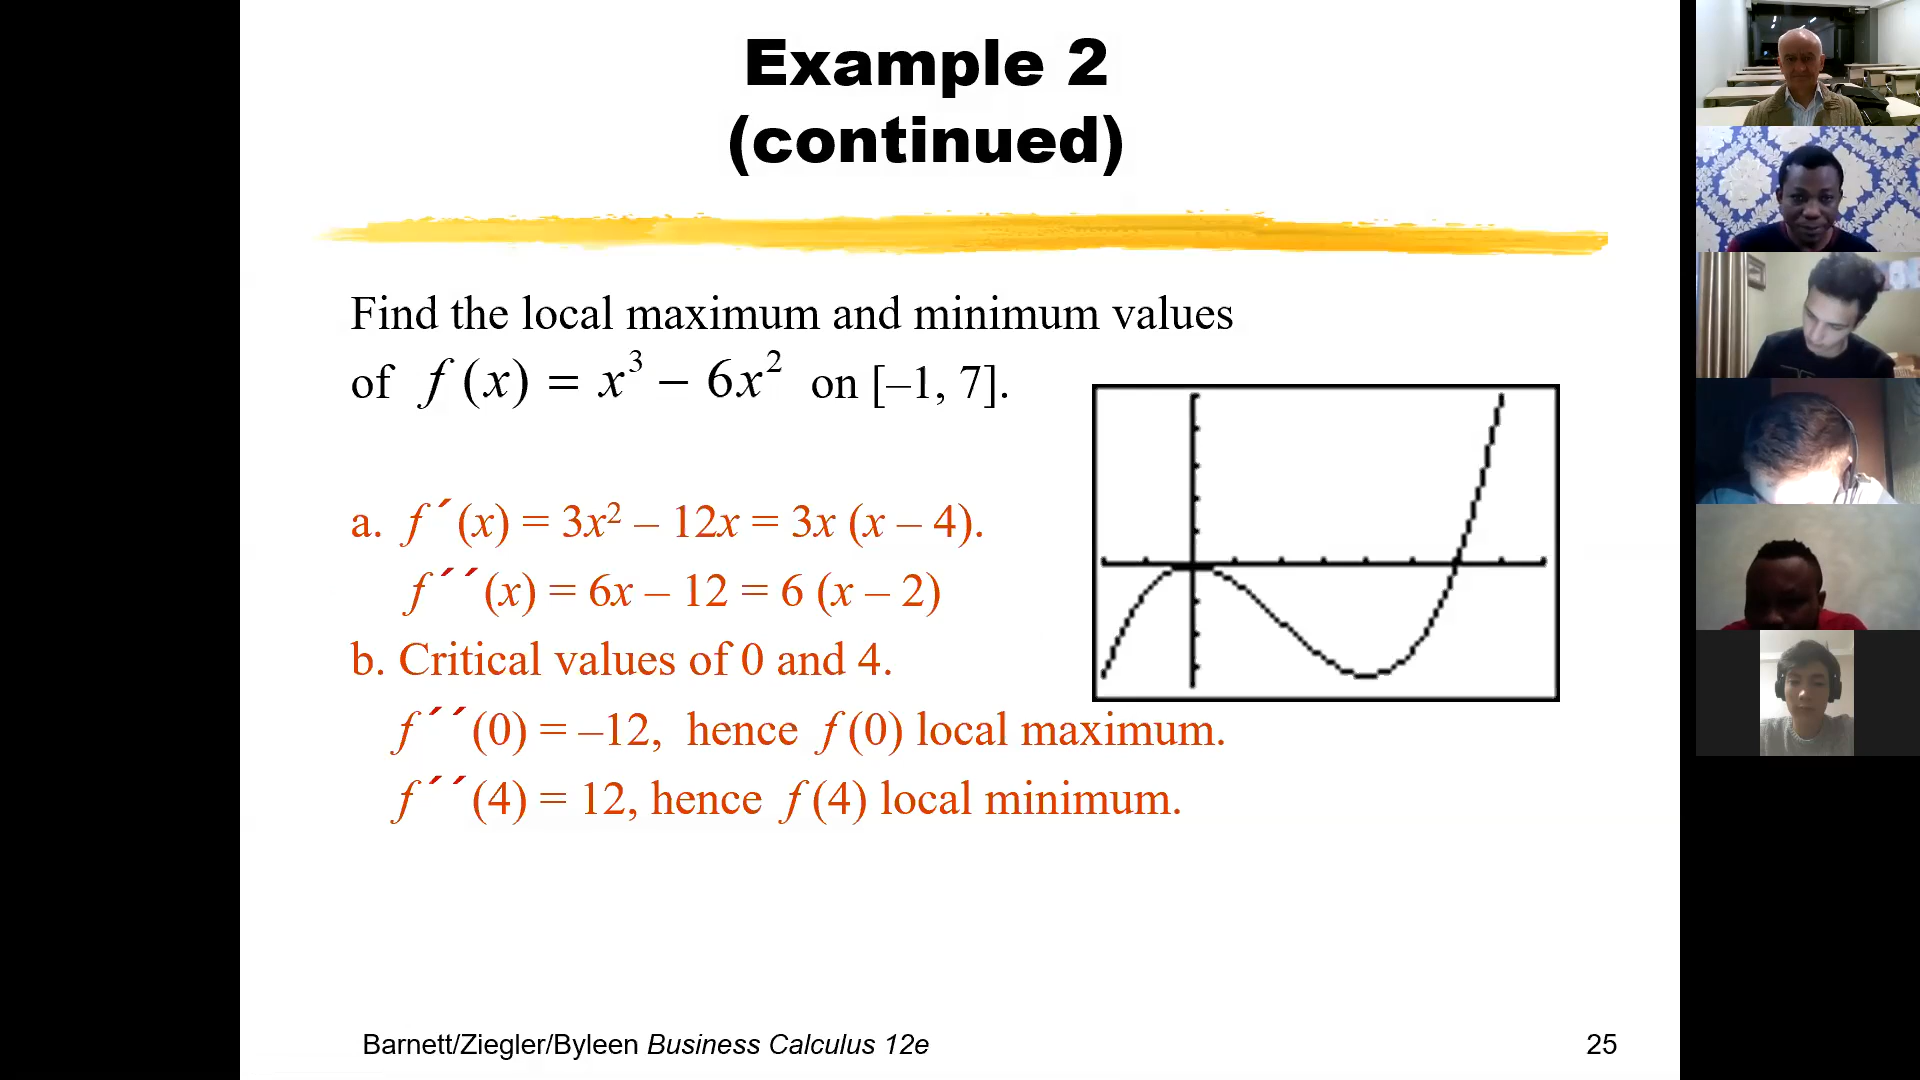 Example 2
(continued)
Find the local maximum and minimum values
of f (x) = x³ – 6x² on [–1, 7].
a. f ´(x) = 3x² – 12x = 3x (x – 4).
f ´´(x) = 6x – 12 = 6 (x – 2)
b. Critical values of 0 and 4.
f ´´(0) = –12, hence f (0) local maximum.
f ´´(4) = 12, hence f (4) local minimum.
Barnett/Ziegler/Byleen Business Calculus 12e
25